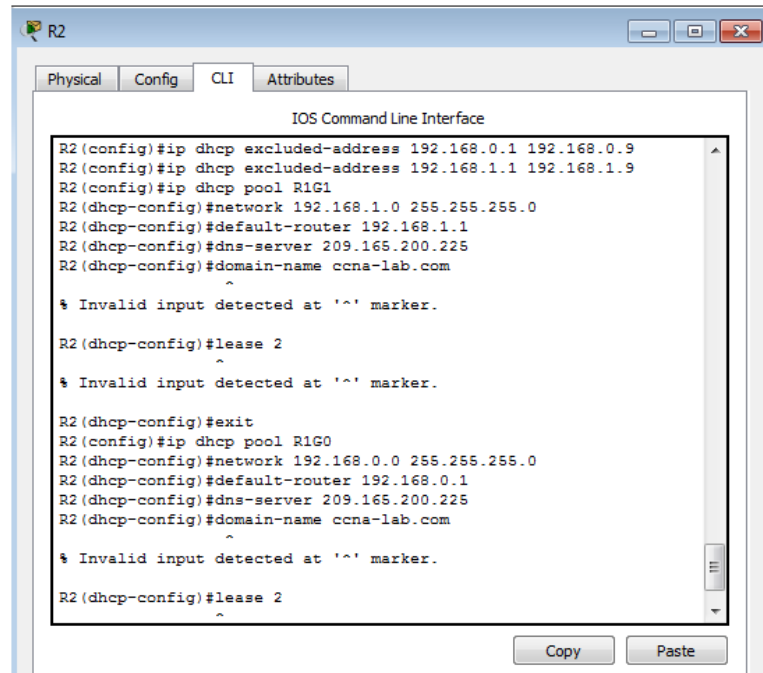 R2
Physical Config CLI Attributes
IOS Command Line Interface
R2(config)#ip dhcp excluded-address 192.168.0.1 192.168.0.9
R2(config)#ip dhcp excluded-address 192.168.1.1 192.168.1.9
R2(config)#ip dhcp pool R1G1
R2(dhcp-config)#network 192.168.1.0 255.255.255.0
R2(dhcp-config)#default-router 192.168.1.1
R2(dhcp-config)#dns-server 209.165.200.225
R2(dhcp-config)#domain-name ccna-lab.com
^
% Invalid input detected at '^' marker.
R2(dhcp-config)#lease 2
^
% Invalid input detected at '^' marker.
R2(dhcp-config)#exit
R2(config)#ip dhcp pool R1G0
R2(dhcp-config)#network 192.168.0.0 255.255.255.0
R2(dhcp-config)#default-router 192.168.0.1
R2(dhcp-config)#dns-server 209.165.200.225
R2(dhcp-config)#domain-name ccna-lab.com
^
% Invalid input detected at '^' marker.
R2(dhcp-config)#lease 2
^
Copy Paste